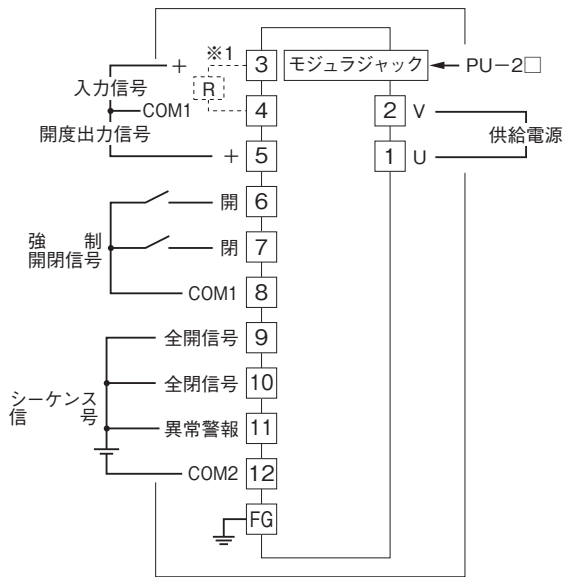 ※1
+ 3 モジュラジャック PU−2□
入力信号 R
COM1 4 2 V
開度出力信号 供給電源
+ 5 1 U
開 6
強 制
開閉信号
閉 7
COM1 8
全開信号 9
全閉信号 10
シーケンス
信 号
異常警報 11
COM2 12
FG